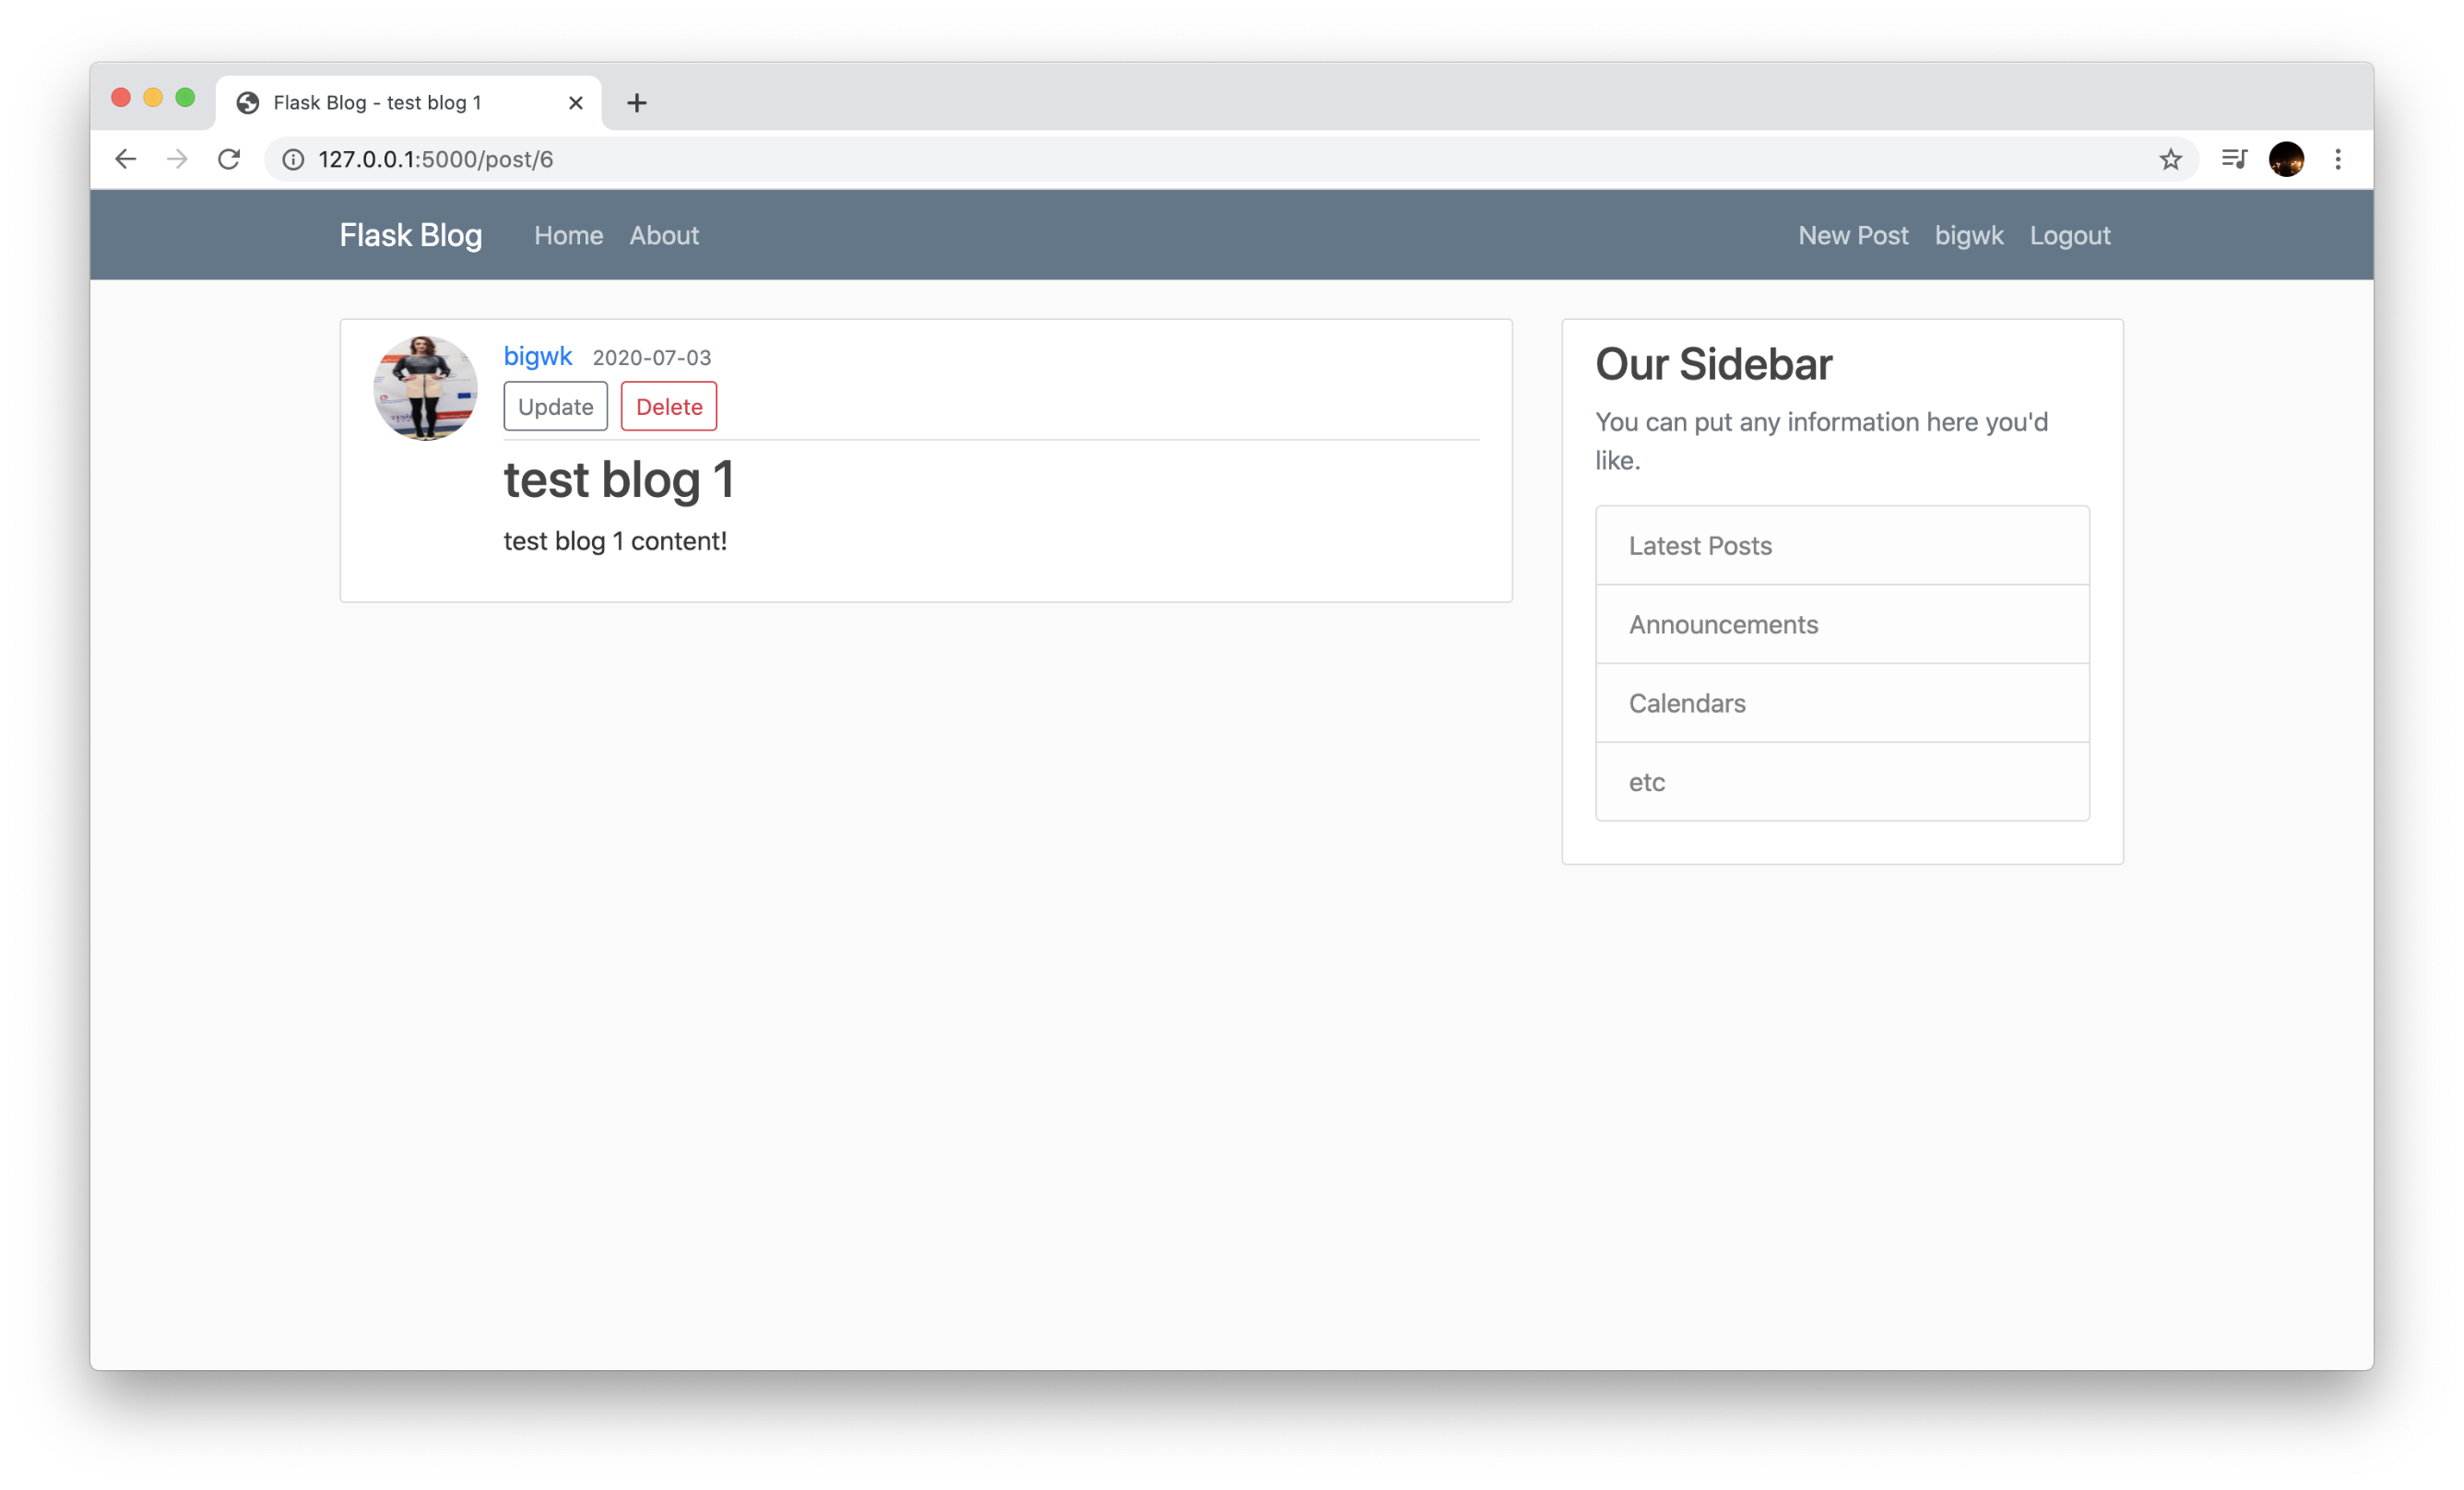 Flask Blog - test blog 1
127.0.0.1:5000/post/6
Flask Blog Home About New Post bigwk Logout
bigwk 2020-07-03
Update Delete
test blog 1
test blog 1 content!
Our Sidebar
You can put any information here you'd
like.
Latest Posts
Announcements
Calendars
etc